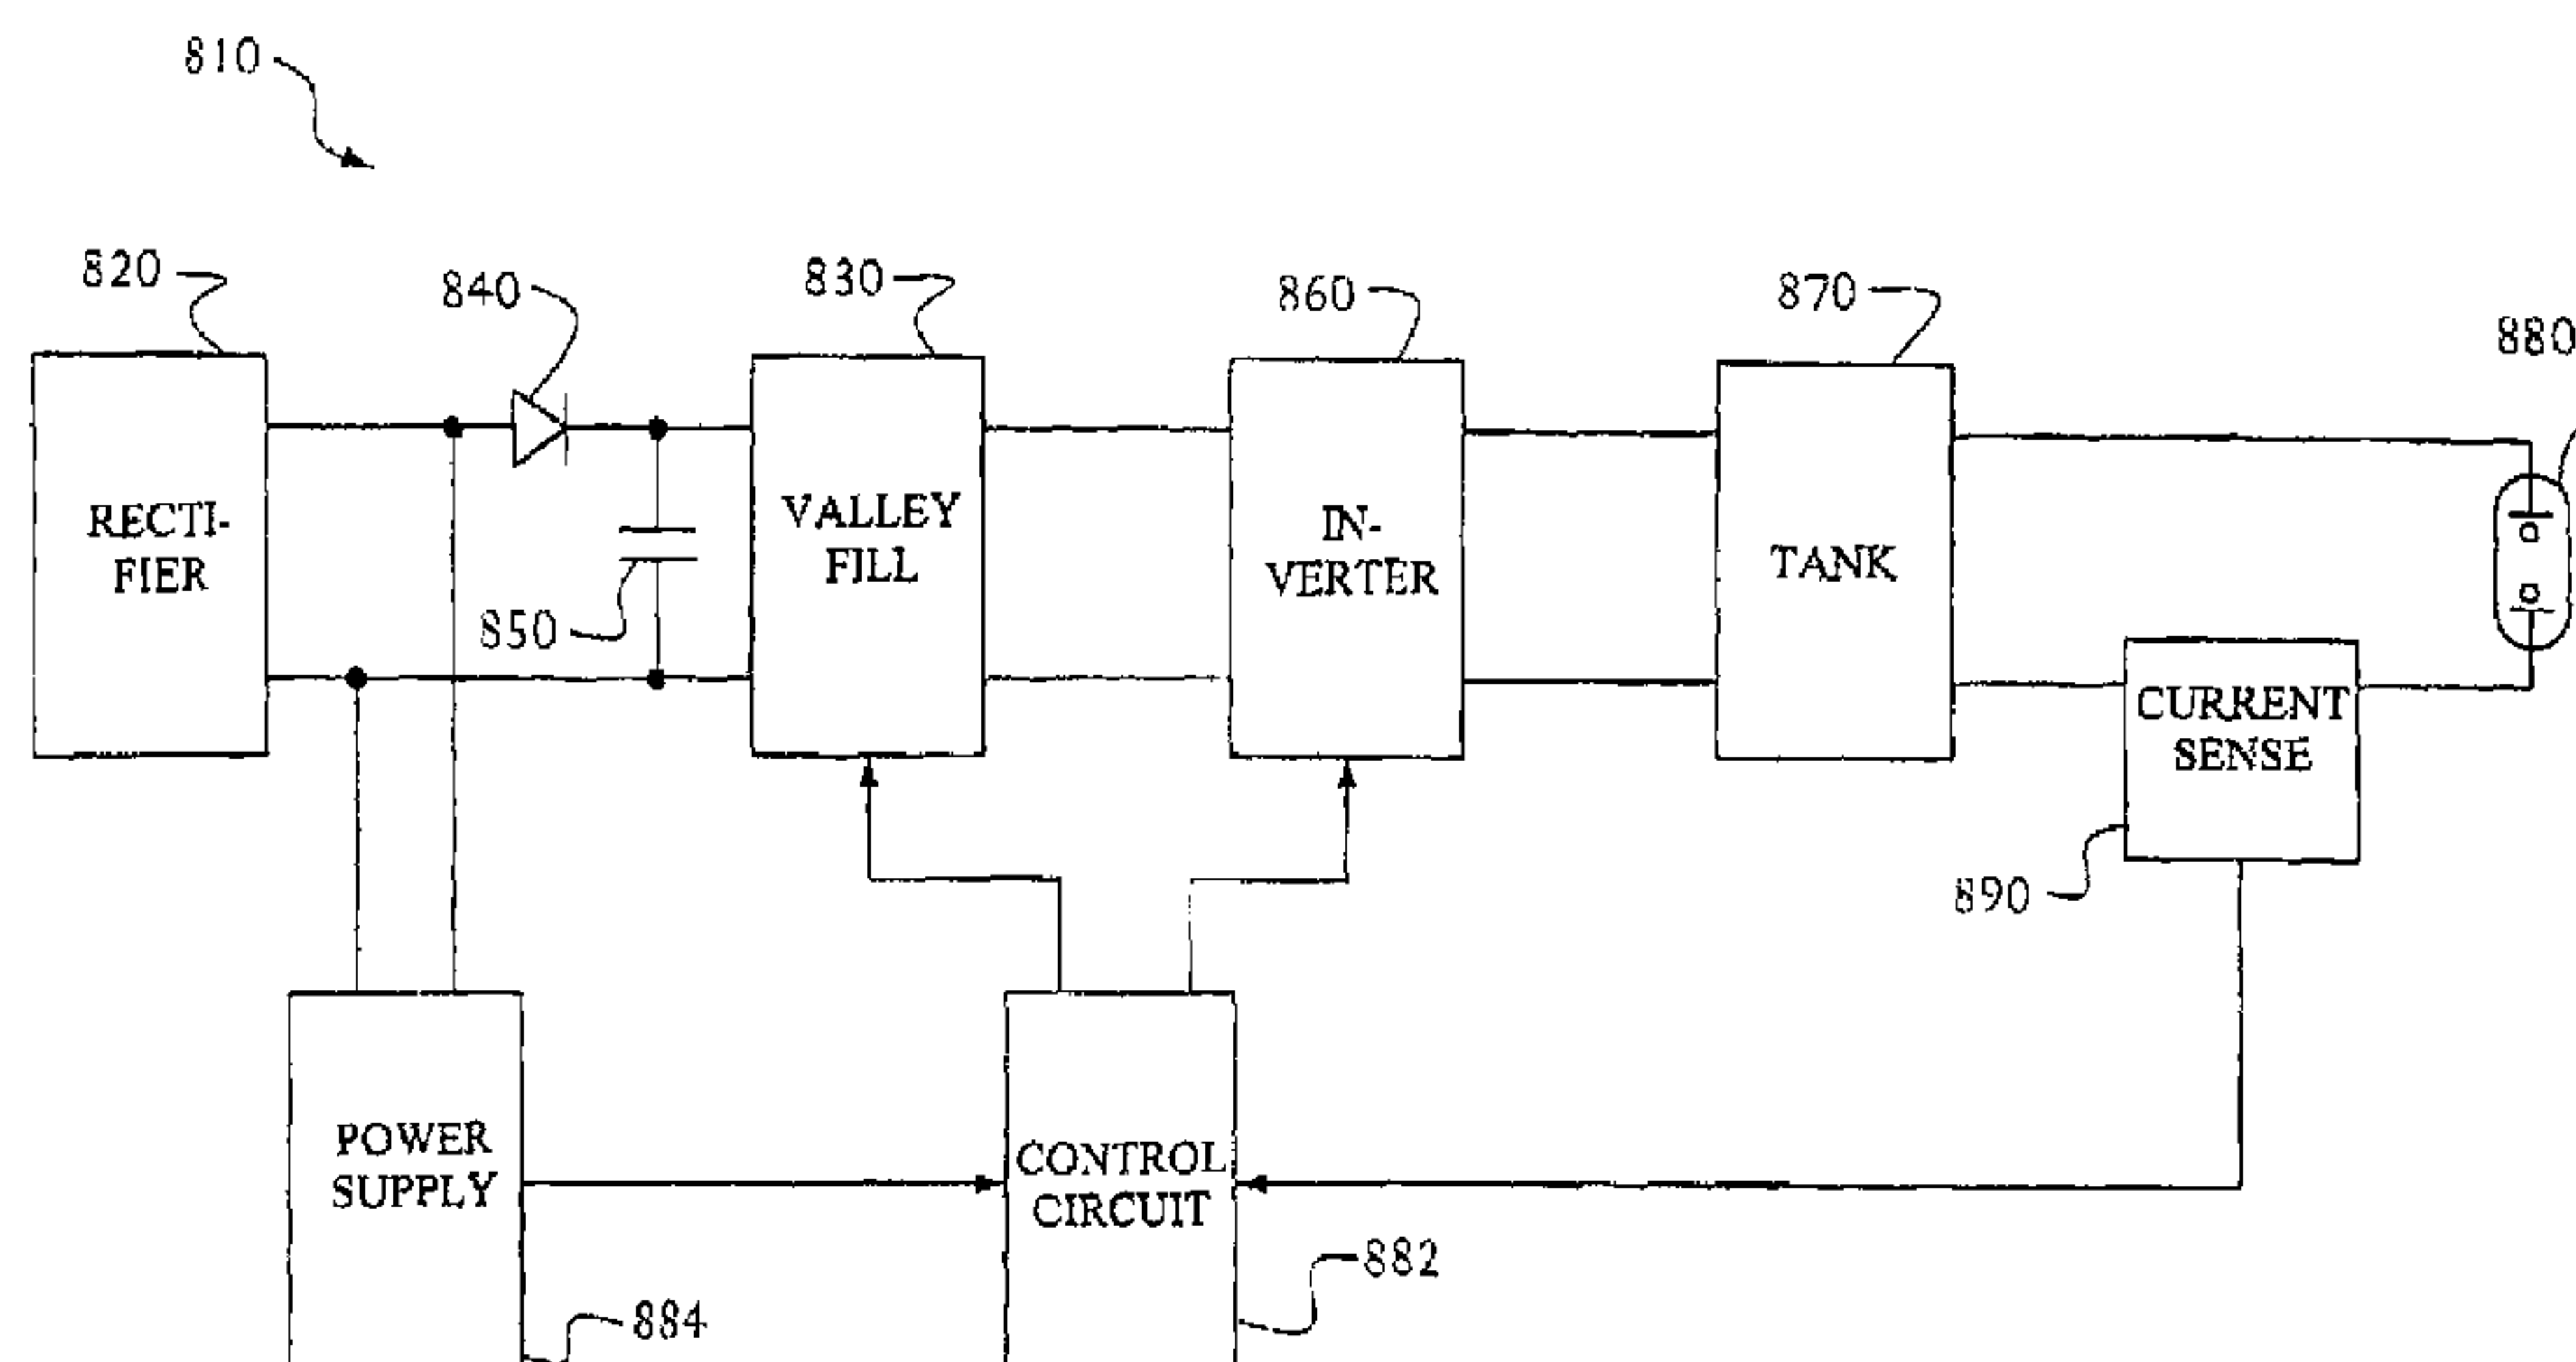 810
820
840
830
860
870
880
RECTI-
FIER
VALLEY
FILL
IN-
VERTER
TANK
850
CURRENT
SENSE
890
POWER
SUPPLY
CONTROL
CIRCUIT
882
884